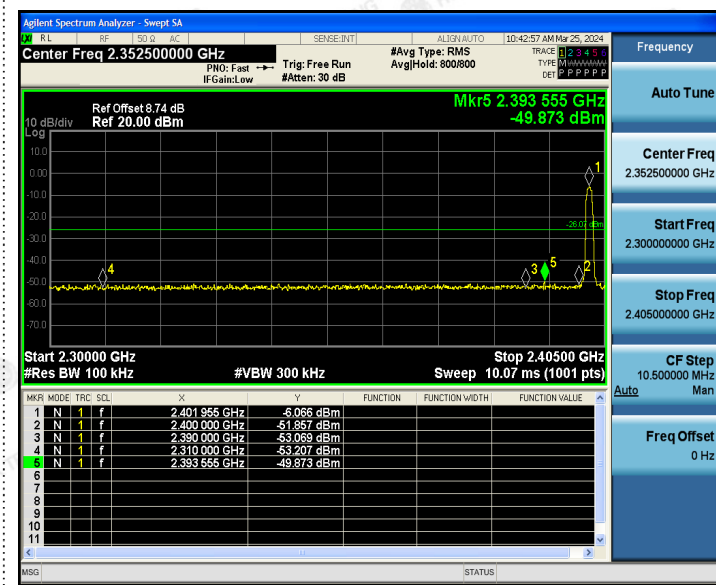 Agilent Spectrum Analyzer - Swept SA
LXI RL RF 50 Ω AC SENSE:INT ALIGN AUTO 10:42:57 AM Mar 25, 2024
Center Freq 2.352500000 GHz #Avg Type: RMS TRACE 1 2 3 4 5 6
PNO: Fast Trig: Free Run Avg|Hold: 800/800 TYPE M
IFGain:Low #Atten: 30 dB DET P P P P P P
Ref Offset 8.74 dB Mkr5 2.393 555 GHz
10 dB/div Ref 20.00 dBm -49.873 dBm
Log
10.0
0.00
1
-10.0
-20.0
-26.07 dBm
-30.0
-40.0
4 3 5 2
-50.0
-60.0
-70.0
Start 2.30000 GHz Stop 2.40500 GHz
#Res BW 100 kHz #VBW 300 kHz Sweep 10.07 ms (1001 pts)
MKR MODE TRC SCL X Y FUNCTION FUNCTION WIDTH FUNCTION VALUE
1 N 1 f 2.401 955 GHz -6.066 dBm
2 N 1 f 2.400 000 GHz -51.857 dBm
3 N 1 f 2.390 000 GHz -53.069 dBm
4 N 1 f 2.310 000 GHz -53.207 dBm
5 N 1 f 2.393 555 GHz -49.873 dBm
6
7
8
9
10
11
MSG STATUS
Frequency
Auto Tune
Center Freq
2.352500000 GHz
Start Freq
2.300000000 GHz
Stop Freq
2.405000000 GHz
CF Step
10.500000 MHz
Auto Man
Freq Offset
0 Hz